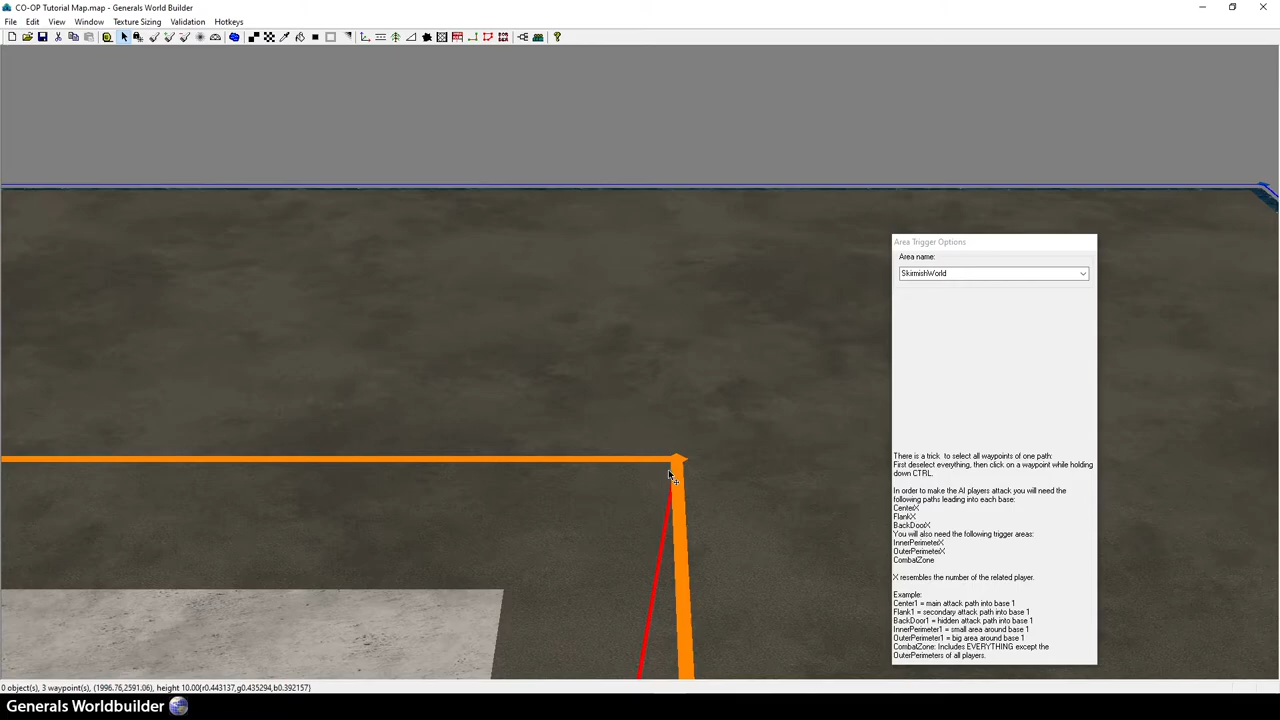 CO-OP Tutorial Map.map - Generals World Builder
File Edit View Window Texture Sizing Validation Hotkeys
Area Trigger Options
Area name:
SkirmishWorld
There is a trick to select all waypoints of one path:
First deselect everything, then click on a waypoint while holding
down CTRL.
In order to make the AI players attack you will need the
following paths leading into each base:
CenterX
FlankX
BackDoorX
You will also need the following trigger areas:
InnerPerimeterX
OuterPerimeterX
CombatZone
X resembles the number of the related player.
Example:
Center1 = main attack path into base 1
Flank1 = secondary attack path into base 1
BackDoor1 = hidden attack path into base 1
InnerPerimeter1 = small area around base 1
OuterPerimeter1 = big area around base 1
CombatZone: Includes EVERYTHING except the
OuterPerimeters of all players.
0 object(s), 3 waypoint(s), (1996.76,2591.06), height 10.00{r0.443137,g0.435294,b0.392157}
Generals Worldbuilder